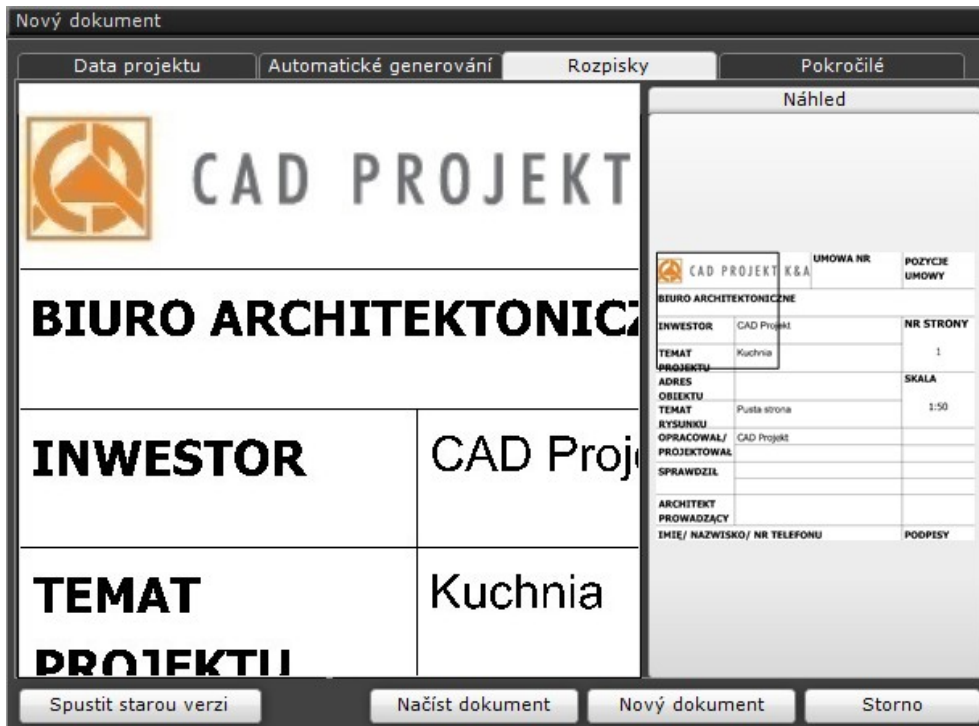 Nový dokument
Data projektu
Automatické generování
Rozpisky
Pokročilé
CAD PROJEKT
BIURO ARCHITEKTONICZ
INWESTOR
CAD Proje
TEMAT
PROJEKTU
Kuchnia
Náhled
CAD PROJEKT K&A
UMOWA NR
POZYCJE
UMOWY
BIURO ARCHITEKTONICZNE
INWESTOR
CAD Projekt
NR STRONY
TEMAT
PROJEKTU
Kuchnia
1
ADRES
OBIEKTU
SKALA
TEMAT
RYSUNKU
Pusta strona
1:50
OPRACOWAŁ/
PROJEKTOWAŁ
CAD Projekt
SPRAWDZIŁ
ARCHITEKT
PROWADZĄCY
IMIĘ/ NAZWISKO/ NR TELEFONU
PODPISY
Spustit starou verzi
Načíst dokument
Nový dokument
Storno